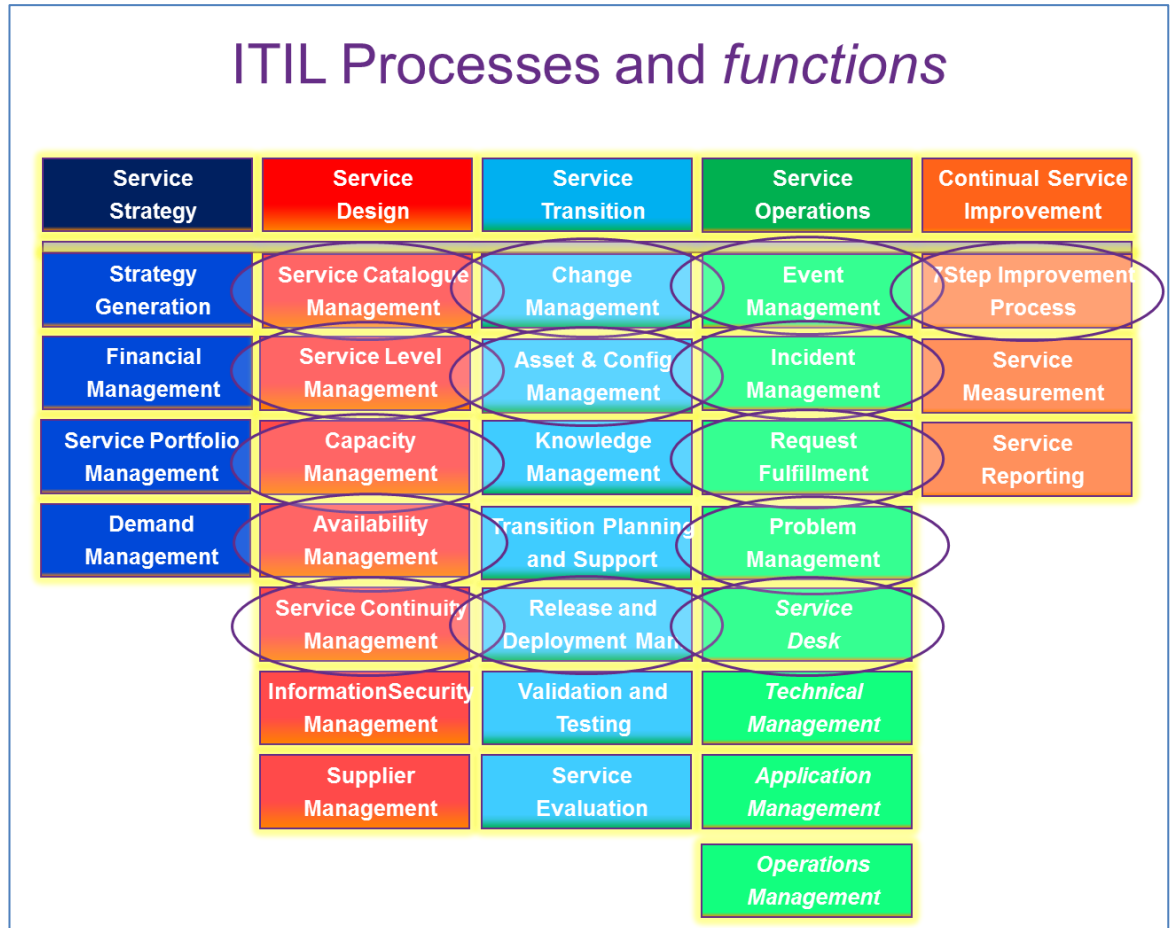 ITIL Processes and functions
Service
Strategy
Service
Design
Service
Transition
Service
Operations
Continual Service
Improvement
Strategy
Generation
Financial
Management
Service Portfolio
Management
Demand
Management
Service Catalogue
Management
Service Level
Management
Capacity
Management
Availability
Management
Service Continuity
Management
InformationSecurity
Management
Supplier
Management
Change
Management
Asset & Config
Management
Knowledge
Management
Transition Planning
and Support
Release and
Deployment Man.
Validation and
Testing
Service
Evaluation
Event
Management
Incident
Management
Request
Fulfillment
Problem
Management
Service
Desk
Technical
Management
Application
Management
Operations
Management
7Step Improvement
Process
Service
Measurement
Service
Reporting